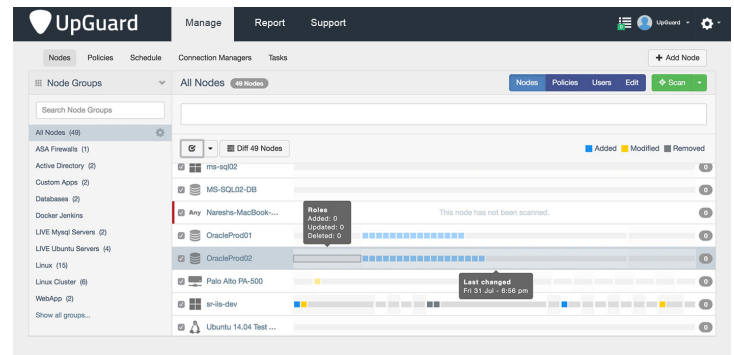 UpGuard
Manage
Report
Support
UpGuard
Nodes
Policies
Schedule
Connection Managers
Tasks
+ Add Node
Node Groups
All Nodes 49 Nodes
Nodes
Policies
Users
Edit
Scan
Search Node Groups
All Nodes (49)
ASA Firewalls (1)
Active Directory (2)
Custom Apps (2)
Databases (2)
Docker Jenkins
LIVE Mysql Servers (2)
LIVE Ubuntu Servers (4)
Linux (15)
Linux Cluster (6)
WebApp (2)
Show all groups...
Diff 49 Nodes
Added
Modified
Removed
ms-sql02
0
MS-SQL02-DB
0
Any Nareshs-MacBook-...
This node has not been scanned.
0
Roles
Added: 0
Updated: 0
Deleted: 0
OracleProd01
0
OracleProd02
0
Last changed
Fri 31 Jul - 6:56 pm
Palo Alto PA-500
0
sr-iis-dev
0
Ubuntu 14.04 Test ...
0